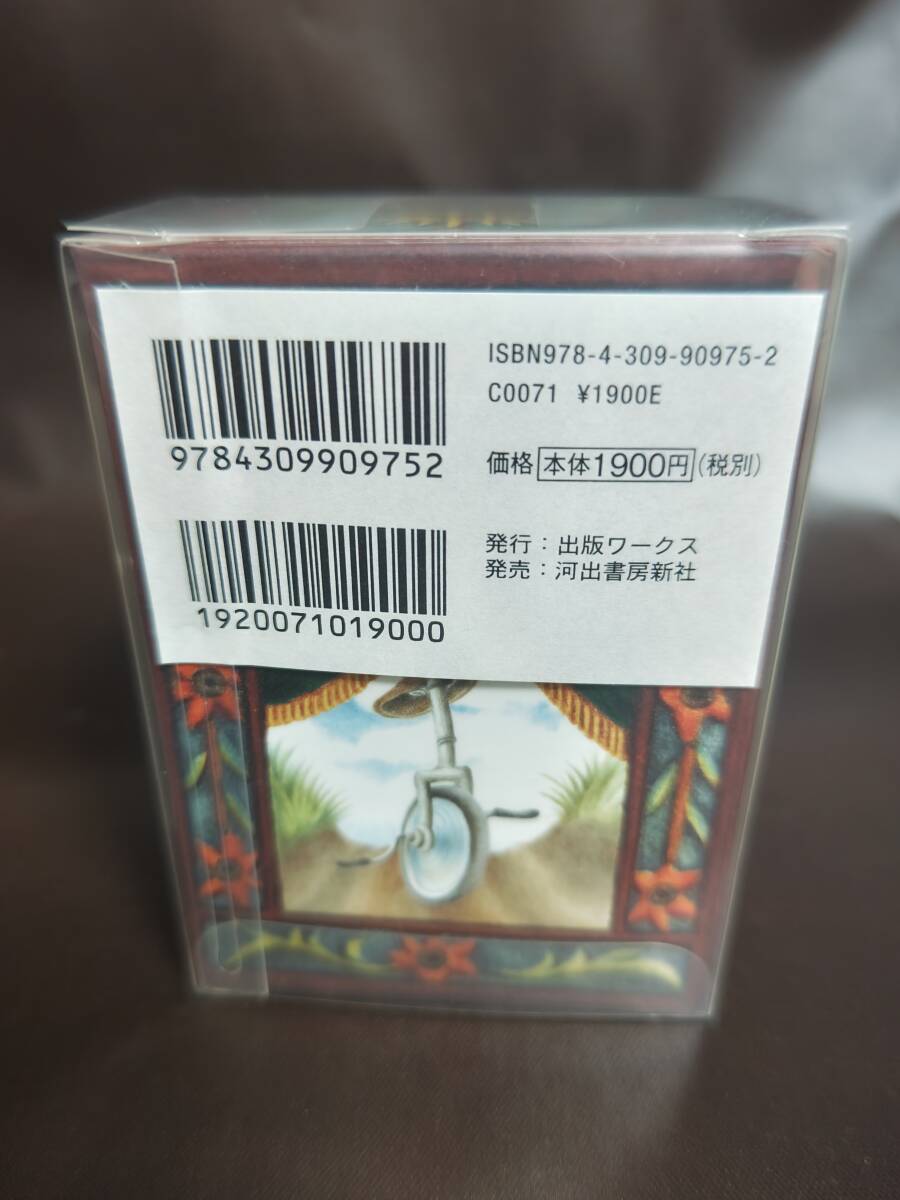 ISBN978-4-309-90975-2
C0071 ¥1900E
9784309909752
価格 本体1900円 (税別)
1920071019000
発行：出版ワークス
発売：河出書房新社